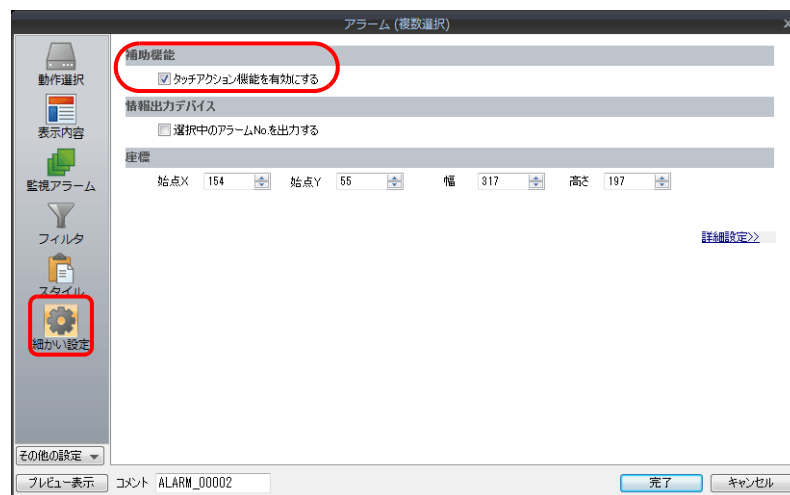 アラーム (複数選択)
動作選択
表示内容
監視アラーム
フィルタ
スタイル
細かい設定
その他の設定
補助機能
タッチアクション機能を有効にする
情報出力デバイス
選択中のアラームNo.を出力する
座標
始点X 154 始点Y 55 幅 317 高さ 197
詳細設定>>
プレビュー表示 コメント ALARM_00002 完了 キャンセル